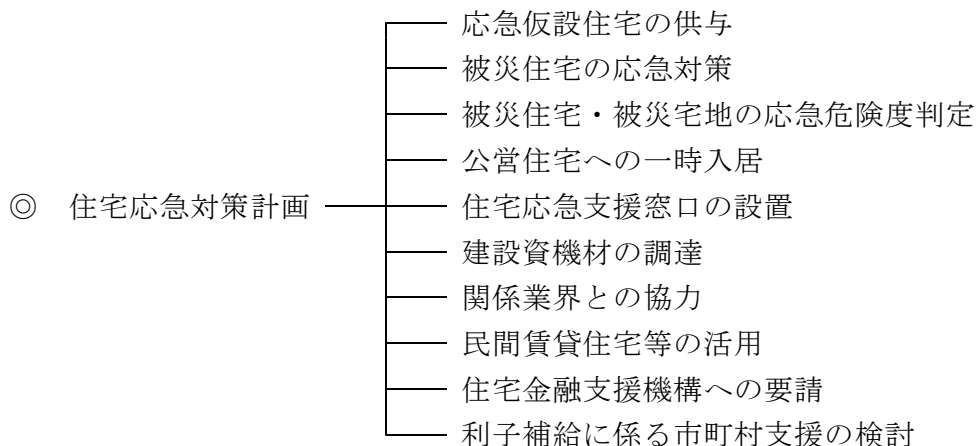 応急仮設住宅の供与
被災住宅の応急対策
被災住宅・被災宅地の応急危険度判定
公営住宅への一時入居
◎ 住宅応急対策計画
住宅応急支援窓口の設置
建設資機材の調達
関係業界との協力
民間賃貸住宅等の活用
住宅金融支援機構への要請
利子補給に係る市町村支援の検討